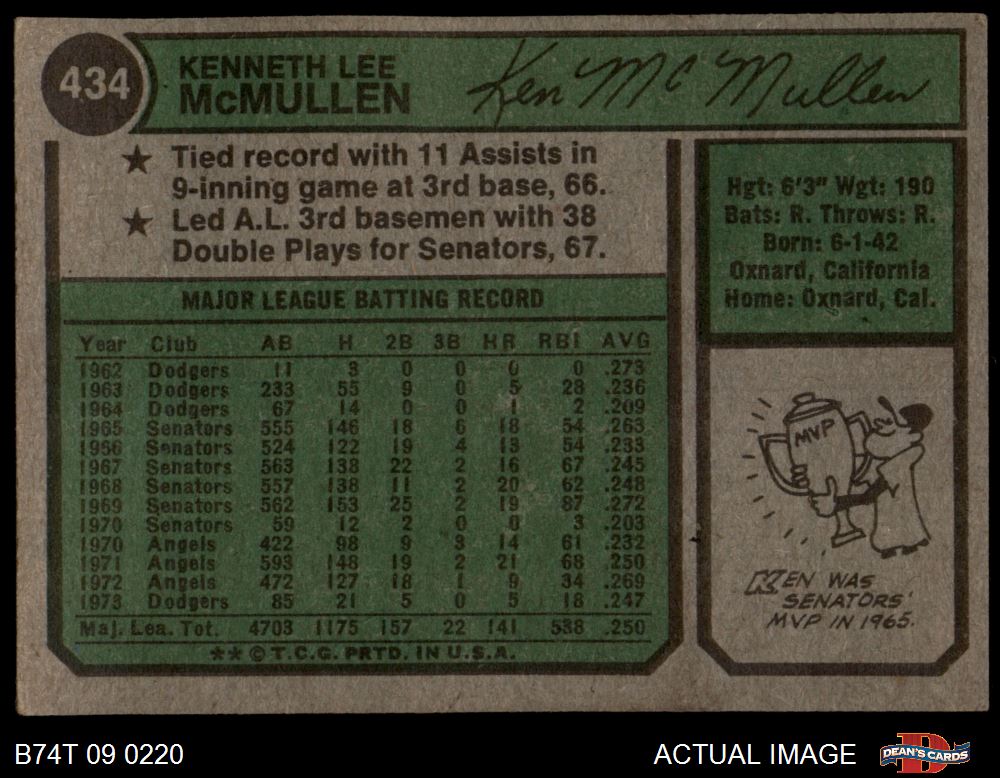 434
KENNETH LEE
McMULLEN
Ken McMullen
★ Tied record with 11 Assists in
9-inning game at 3rd base, 66.
★ Led A.L. 3rd basemen with 38
Double Plays for Senators, 67.
Hgt: 6'3" Wgt: 190
Bats: R. Throws: R.
Born: 6-1-42
Oxnard, California
Home: Oxnard, Cal.
MAJOR LEAGUE BATTING RECORD
Year Club AB H 2B 3B HR RBI AVG
1962 Dodgers 11 3 0 0 0 0 .273
1963 Dodgers 233 55 9 0 5 28 .236
1964 Dodgers 67 14 0 0 1 2 .209
1965 Senators 555 146 18 6 18 54 .263
1966 Senators 524 122 19 4 13 54 .233
1967 Senators 563 138 22 2 16 67 .245
1968 Senators 557 138 11 2 20 62 .248
1969 Senators 562 153 25 2 19 87 .272
1970 Senators 59 12 2 0 0 3 .203
1970 Angels 422 98 9 3 14 61 .232
1971 Angels 593 148 19 2 21 68 .250
1972 Angels 472 127 18 1 9 34 .269
1973 Dodgers 85 21 5 0 5 18 .247
Maj. Lea. Tot. 4703 1175 157 22 141 538 .250
** © T.C.G. PRTD. IN U.S.A.
MVP
KEN WAS
SENATORS'
MVP IN 1965.
B74T 09 0220
ACTUAL IMAGE
DEAN'S CARDS